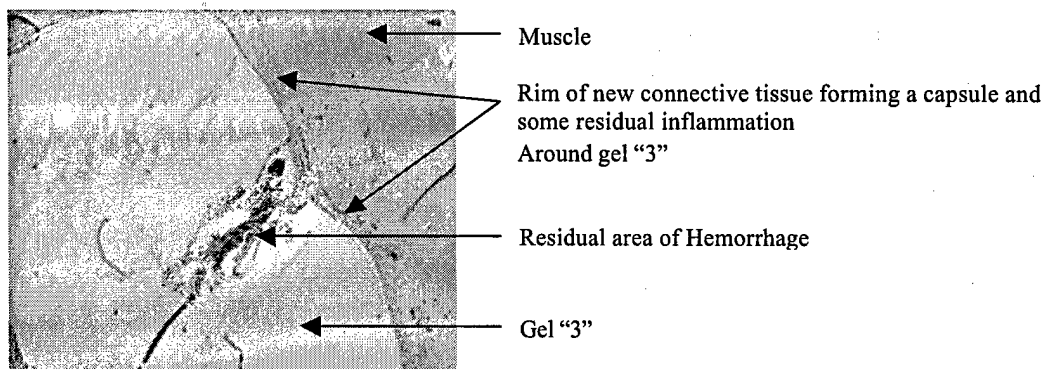 Muscle
Rim of new connective tissue forming a capsule and
some residual inflammation
Around gel “3”
Residual area of Hemorrhage
Gel “3”